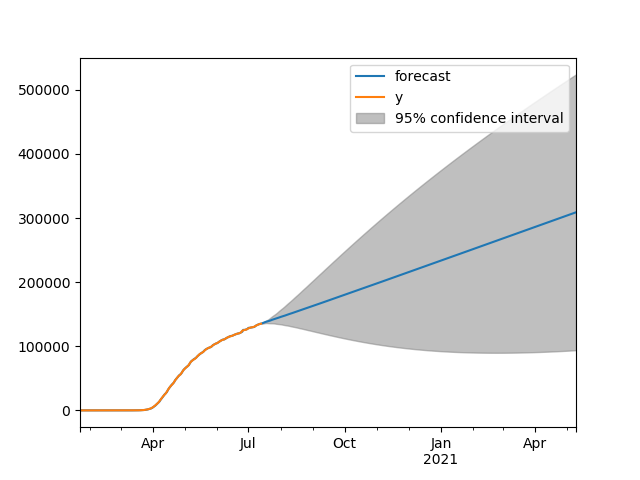 forecast
y
95% confidence interval
500000
400000
300000
200000
100000
0
Apr
Jul
Oct
Jan
2021
Apr